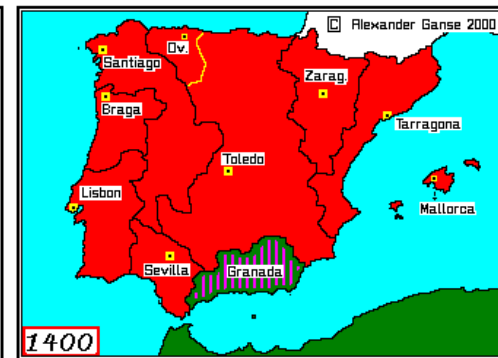 © Alexander Ganse 2000
Ov.
Santiago
Zarag.
Braga
Tarragona
Toledo
Lisbon
Mallorca
Sevilla
Granada
1400